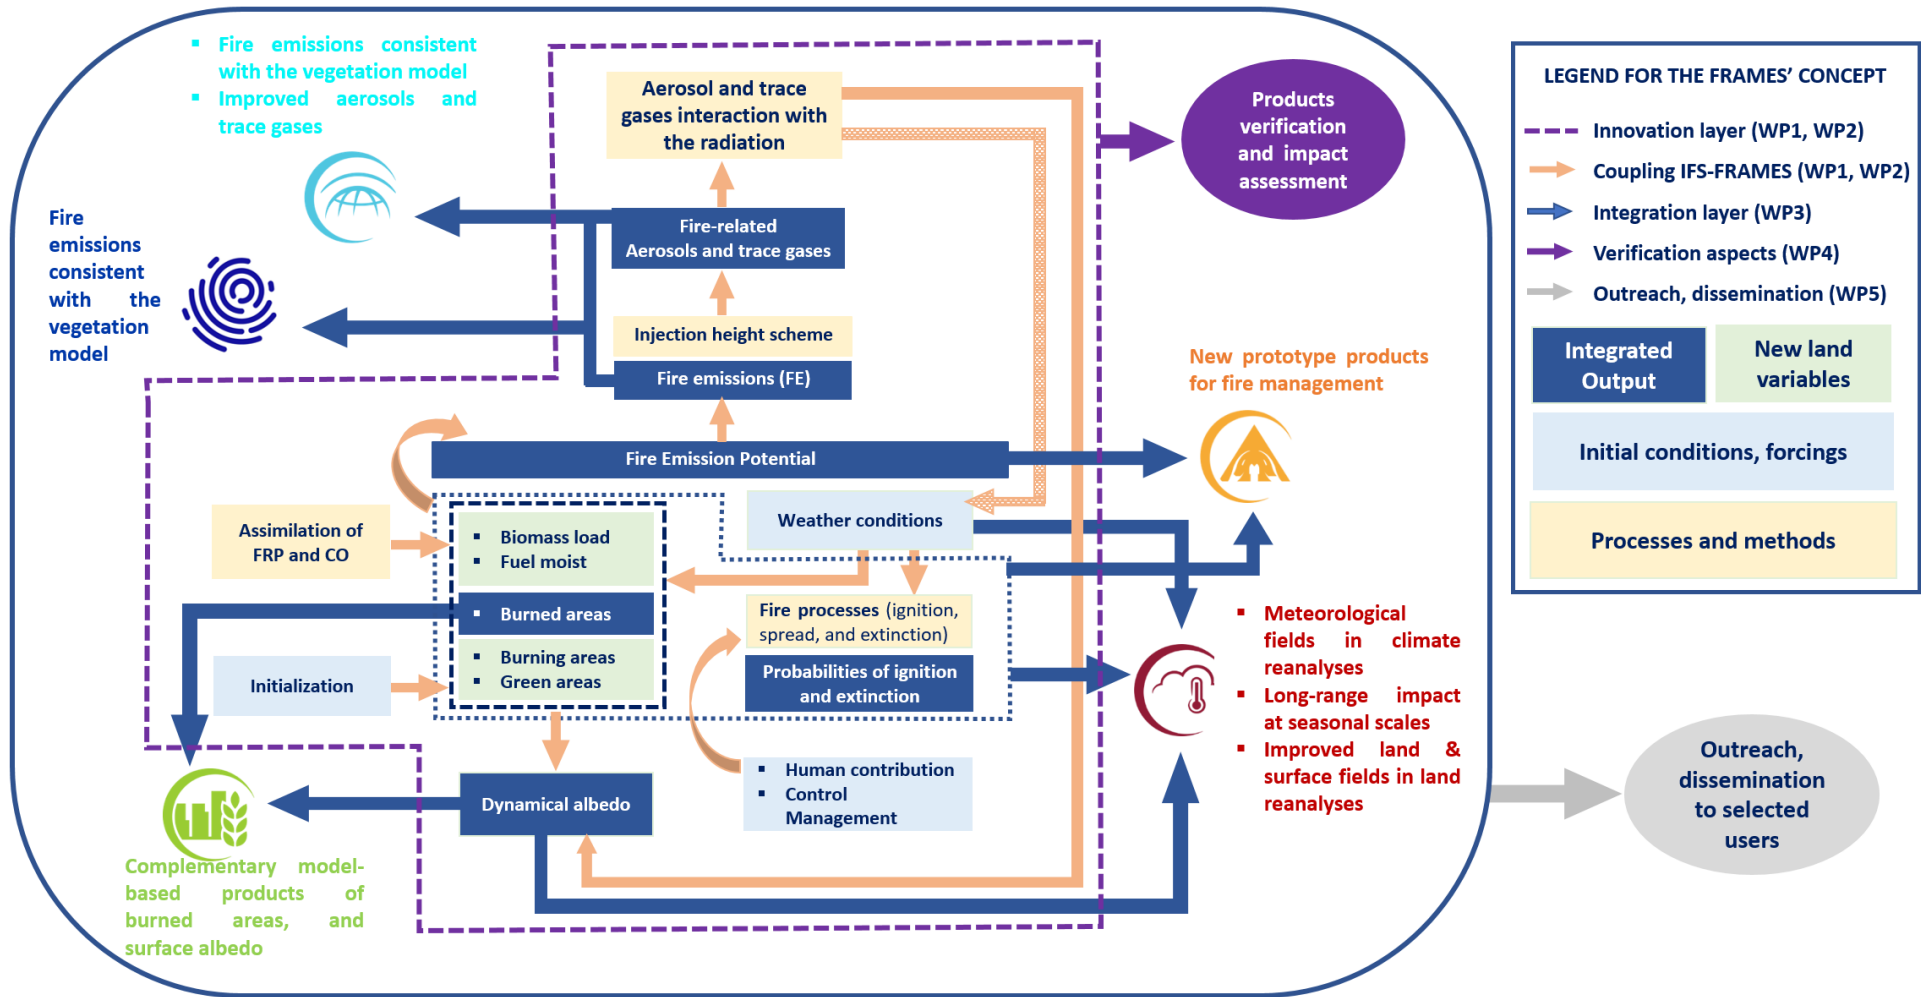 ▪ Fire emissions consistent
with the vegetation model
▪ Improved aerosols and
trace gases
Fire
emissions
consistent
with the
vegetation
model
Aerosol and trace
gases interaction with
the radiation
Fire-related
Aerosols and trace gases
Injection height scheme
Fire emissions (FE)
Fire Emission Potential
Products
verification
and impact
assessment
New prototype products
for fire management
Assimilation of
FRP and CO
▪ Biomass load
▪ Fuel moist
▪ Burned areas
▪ Burning areas
▪ Green areas
Initialization
Weather conditions
Fire processes (ignition,
spread, and extinction)
Probabilities of ignition
and extinction
▪ Human contribution
▪ Control
Management
Dynamical albedo
Complementary model-
based products of
burned areas, and
surface albedo
▪ Meteorological
fields in climate
reanalyses
▪ Long-range impact
at seasonal scales
▪ Improved land &
surface fields in land
reanalyses
LEGEND FOR THE FRAMES' CONCEPT
Innovation layer (WP1, WP2)
Coupling IFS-FRAMES (WP1, WP2)
Integration layer (WP3)
Verification aspects (WP4)
Outreach, dissemination (WP5)
Integrated
Output
New land
variables
Initial conditions, forcings
Processes and methods
Outreach,
dissemination
to selected
users